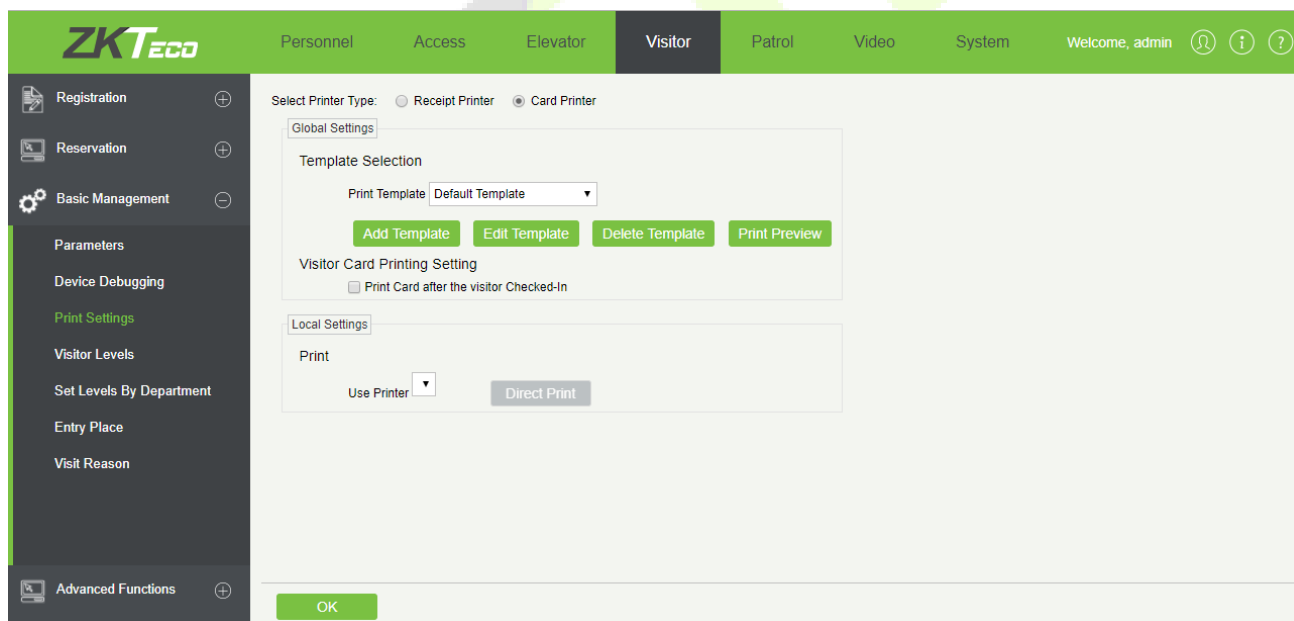 ZKTECO
Personnel Access Elevator Visitor Patrol Video System Welcome, admin
Registration
Reservation
Basic Management
Parameters
Device Debugging
Print Settings
Visitor Levels
Set Levels By Department
Entry Place
Visit Reason
Advanced Functions
Select Printer Type: Receipt Printer Card Printer
Global Settings
Template Selection
Print Template Default Template
Add Template Edit Template Delete Template Print Preview
Visitor Card Printing Setting
Print Card after the visitor Checked-In
Local Settings
Print
Use Printer Direct Print
OK